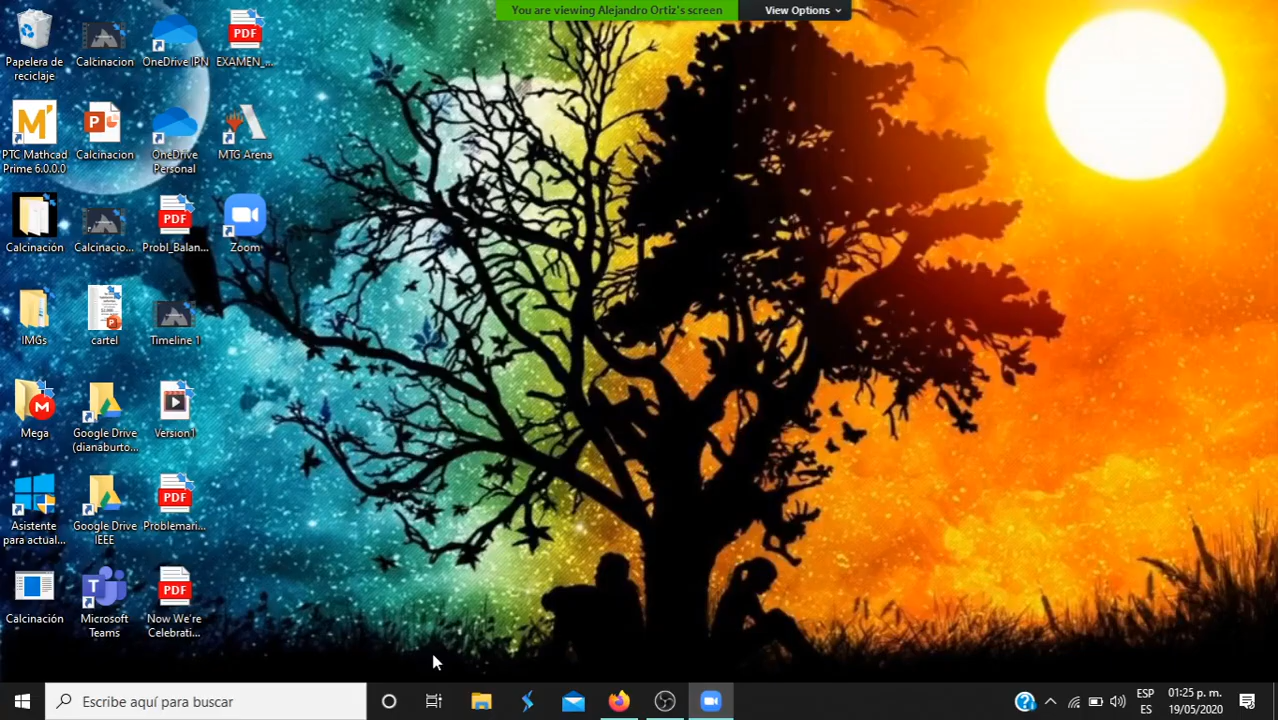 You are viewing Alejandro Ortiz's screen
View Options
Papelera de
reciclaje
Calcinacion
OneDrive IPN
PDF
EXAMEN_...
PTC Mathcad
Prime 6.0.0.0
Calcinacion
OneDrive
Personal
MTG Arena
Calcinación
Calcinacio...
PDF
Probl_Balan...
Zoom
IMGs
cartel
Timeline 1
Mega
Google Drive
(dianaburto...
Version1
Asistente
para actual...
Google Drive
IEEE
PDF
Problemari...
Calcinación
Microsoft
Teams
PDF
Now We're
Celebrati...
Escribe aquí para buscar
ESP
ES
01:25 p. m.
19/05/2020